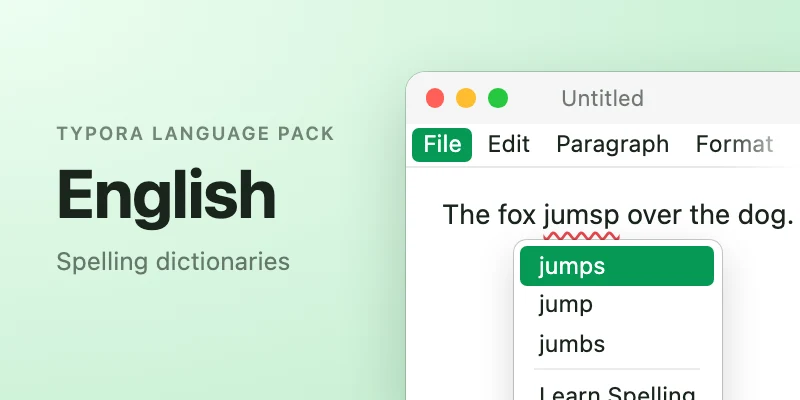 TYPORA LANGUAGE PACK
English
Spelling dictionaries
Untitled
File Edit Paragraph Format
The fox jumsp over the dog.
jumps
jump
jumbs
Learn Spelling